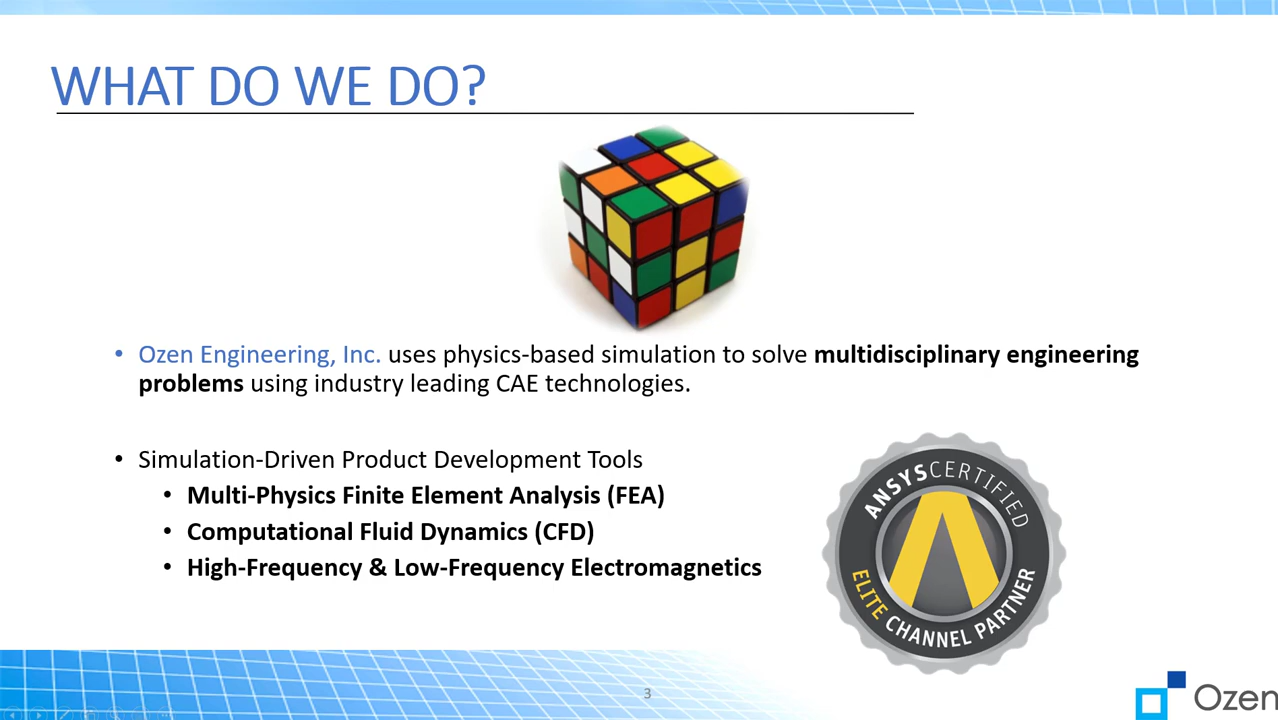 WHAT DO WE DO?
• Ozen Engineering, Inc. uses physics-based simulation to solve multidisciplinary engineering
problems using industry leading CAE technologies.
• Simulation-Driven Product Development Tools
• Multi-Physics Finite Element Analysis (FEA)
• Computational Fluid Dynamics (CFD)
• High-Frequency & Low-Frequency Electromagnetics
ANSYS CERTIFIED
ELITE CHANNEL PARTNER
3
Ozen